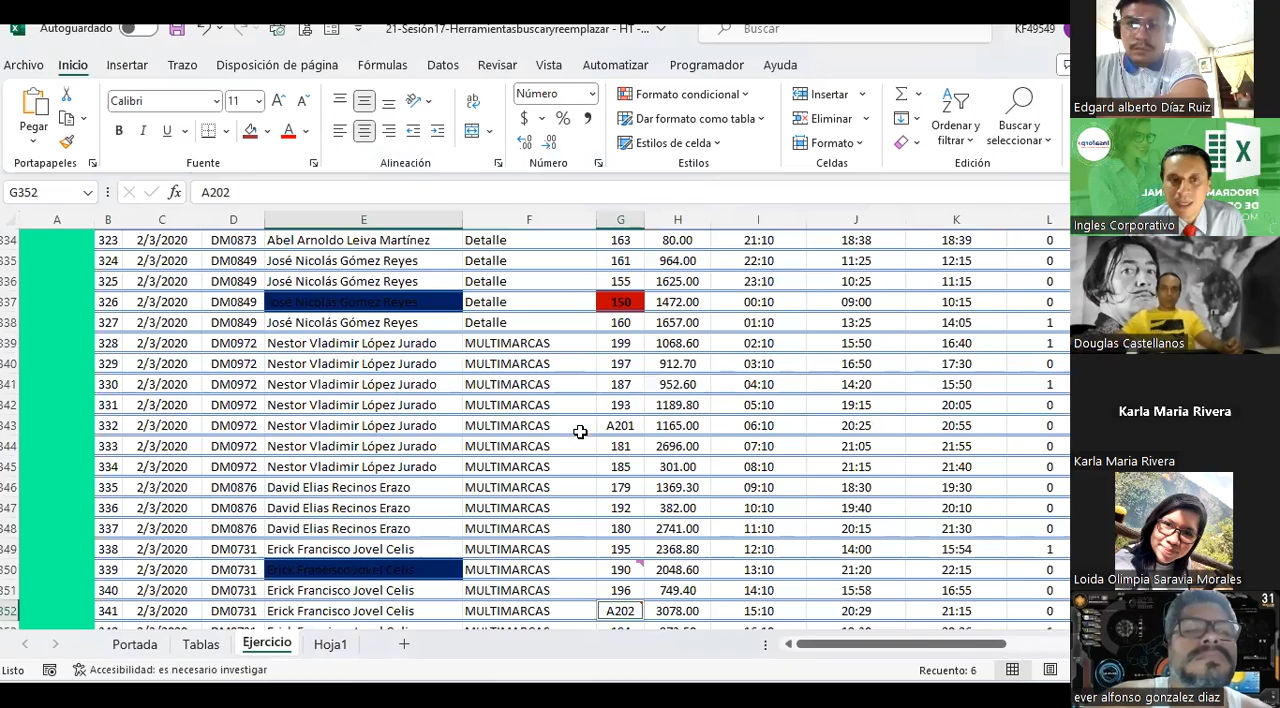 Autoguardado 21-Sesión17-Herramientasbuscaryreemplazar - HT -... Buscar KF49549
Archivo Inicio Insertar Trazo Disposición de página Fórmulas Datos Revisar Vista Automatizar Programador Ayuda
Calibri 11 Número Formato condicional Insertar
Pegar N K S Dar formato como tabla Eliminar Ordenar y filtrar Buscar y seleccionar
Estilos de celda Formato
Portapapeles Fuente Alineación Número Estilos Celdas Edición
G352 fx A202
A B C D E F G H I J K L
334 323 2/3/2020 DM0873 Abel Arnoldo Leiva Martínez Detalle 163 80.00 21:10 18:38 18:39 0
335 324 2/3/2020 DM0849 José Nicolás Gómez Reyes Detalle 161 964.00 22:10 11:25 12:15 0
336 325 2/3/2020 DM0849 José Nicolás Gómez Reyes Detalle 155 1625.00 23:10 10:25 11:15 0
337 326 2/3/2020 DM0849 José Nicolás Gómez Reyes Detalle 150 1472.00 00:10 09:00 10:15 0
338 327 2/3/2020 DM0849 José Nicolás Gómez Reyes Detalle 160 1657.00 01:10 13:25 14:05 1
339 328 2/3/2020 DM0972 Nestor Vladimir López Jurado MULTIMARCAS 199 1068.60 02:10 15:50 16:40 1
340 329 2/3/2020 DM0972 Nestor Vladimir López Jurado MULTIMARCAS 197 912.70 03:10 16:50 17:30 0
341 330 2/3/2020 DM0972 Nestor Vladimir López Jurado MULTIMARCAS 187 952.60 04:10 14:20 15:50 1
342 331 2/3/2020 DM0972 Nestor Vladimir López Jurado MULTIMARCAS 193 1189.80 05:10 19:15 20:05 0
343 332 2/3/2020 DM0972 Nestor Vladimir López Jurado MULTIMARCAS A201 1165.00 06:10 20:25 20:55 0
344 333 2/3/2020 DM0972 Nestor Vladimir López Jurado MULTIMARCAS 181 2696.00 07:10 21:05 21:55 0
345 334 2/3/2020 DM0972 Nestor Vladimir López Jurado MULTIMARCAS 185 301.00 08:10 21:15 21:40 0
346 335 2/3/2020 DM0876 David Elias Recinos Erazo MULTIMARCAS 179 1369.30 09:10 18:30 19:30 0
347 336 2/3/2020 DM0876 David Elias Recinos Erazo MULTIMARCAS 192 382.00 10:10 19:40 20:10 0
348 337 2/3/2020 DM0876 David Elias Recinos Erazo MULTIMARCAS 180 2741.00 11:10 20:15 21:30 0
349 338 2/3/2020 DM0731 Erick Francisco Jovel Celis MULTIMARCAS 195 2368.80 12:10 14:00 15:54 1
350 339 2/3/2020 DM0731 Erick Francisco Jovel Celis MULTIMARCAS 190 2048.60 13:10 21:20 22:15 0
351 340 2/3/2020 DM0731 Erick Francisco Jovel Celis MULTIMARCAS 196 749.40 14:10 15:58 16:55 0
352 341 2/3/2020 DM0731 Erick Francisco Jovel Celis MULTIMARCAS A202 3078.00 15:10 20:29 21:15 0
Portada Tablas Ejercicio Hoja1
Listo Accesibilidad: es necesario investigar Recuento: 6
Edgard alberto Díaz Ruiz
Ingles Corporativo
Douglas Castellanos
Karla Maria Rivera
Karla Maria Rivera
Loida Olimpia Saravia Morales
31
ever alfonso gonzalez diaz